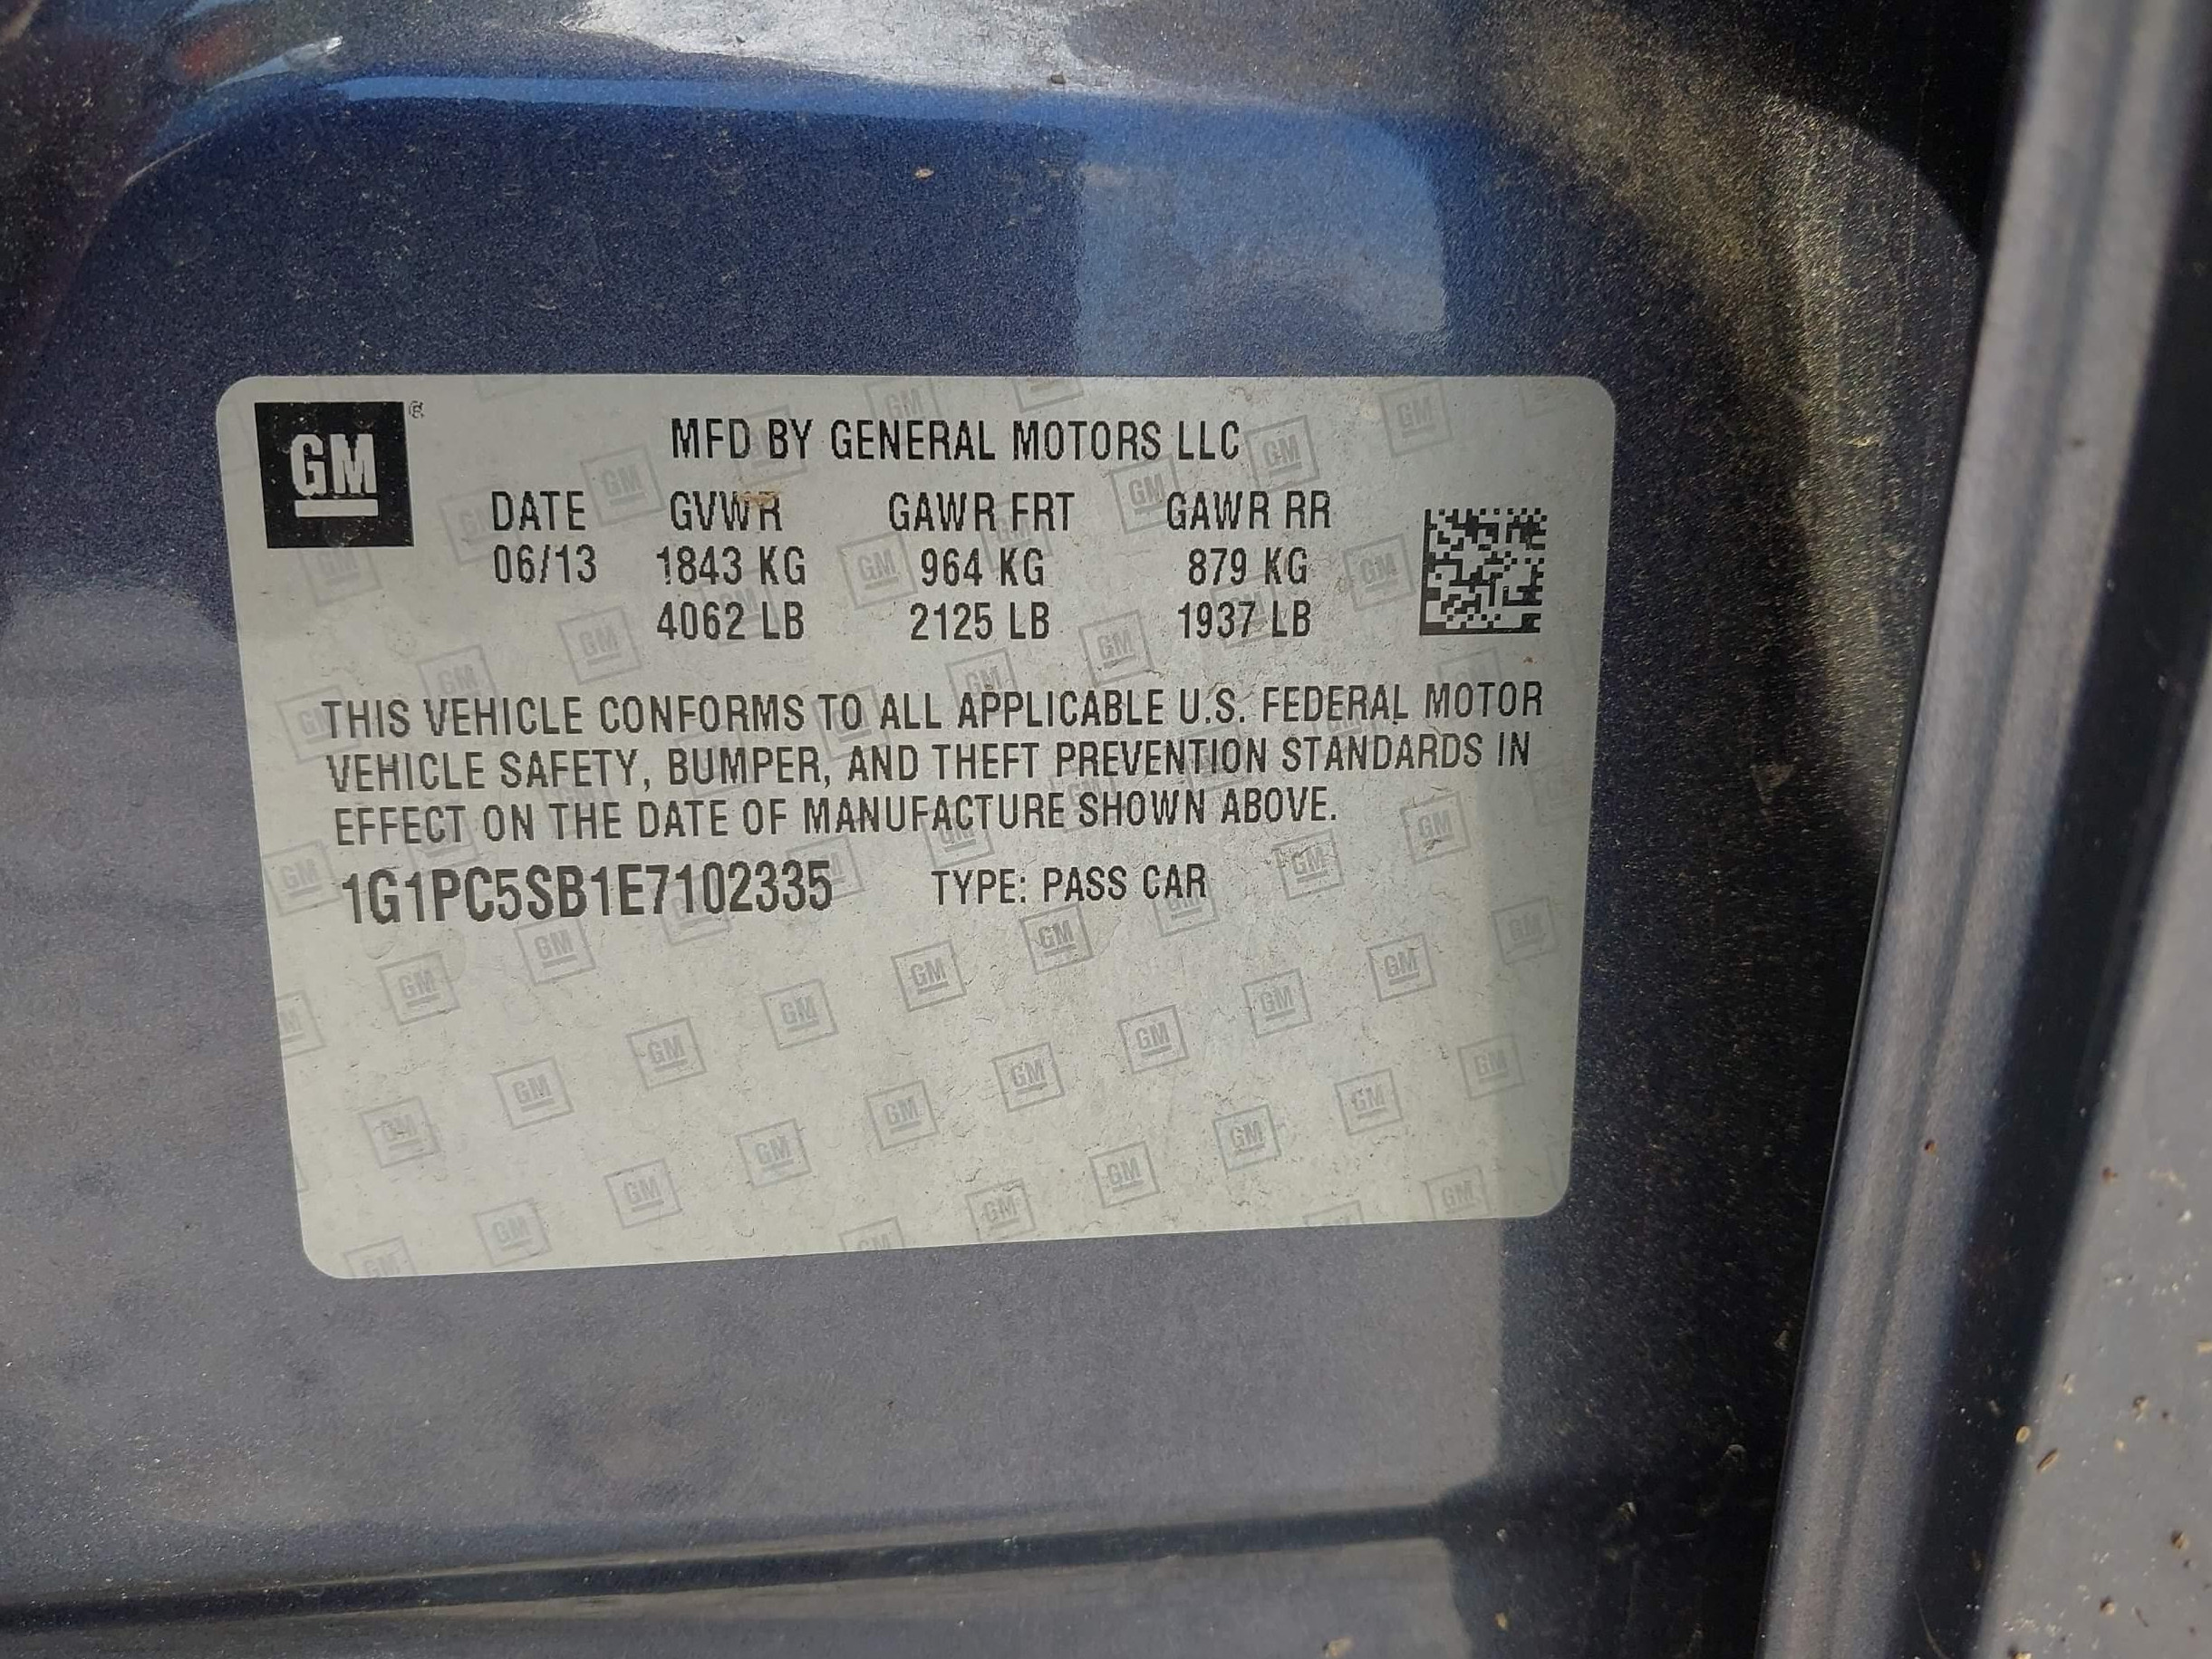 GM ®
MFD BY GENERAL MOTORS LLC
DATE GVWR GAWR FRT GAWR RR
06/13 1843 KG 964 KG 879 KG
4062 LB 2125 LB 1937 LB
THIS VEHICLE CONFORMS TO ALL APPLICABLE U.S. FEDERAL MOTOR
VEHICLE SAFETY, BUMPER, AND THEFT PREVENTION STANDARDS IN
EFFECT ON THE DATE OF MANUFACTURE SHOWN ABOVE.
1G1PC5SB1E7102335 TYPE: PASS CAR